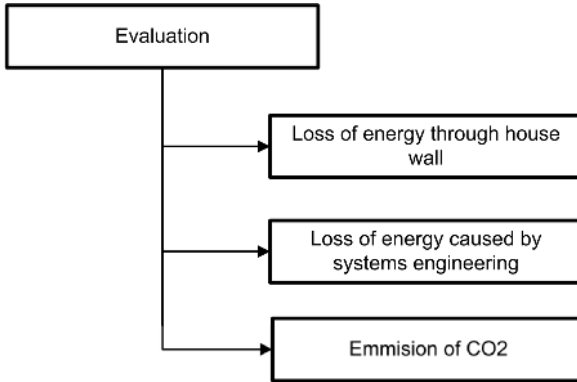 Evaluation
Loss of energy through house
wall
Loss of energy caused by
systems engineering
Emmision of CO2